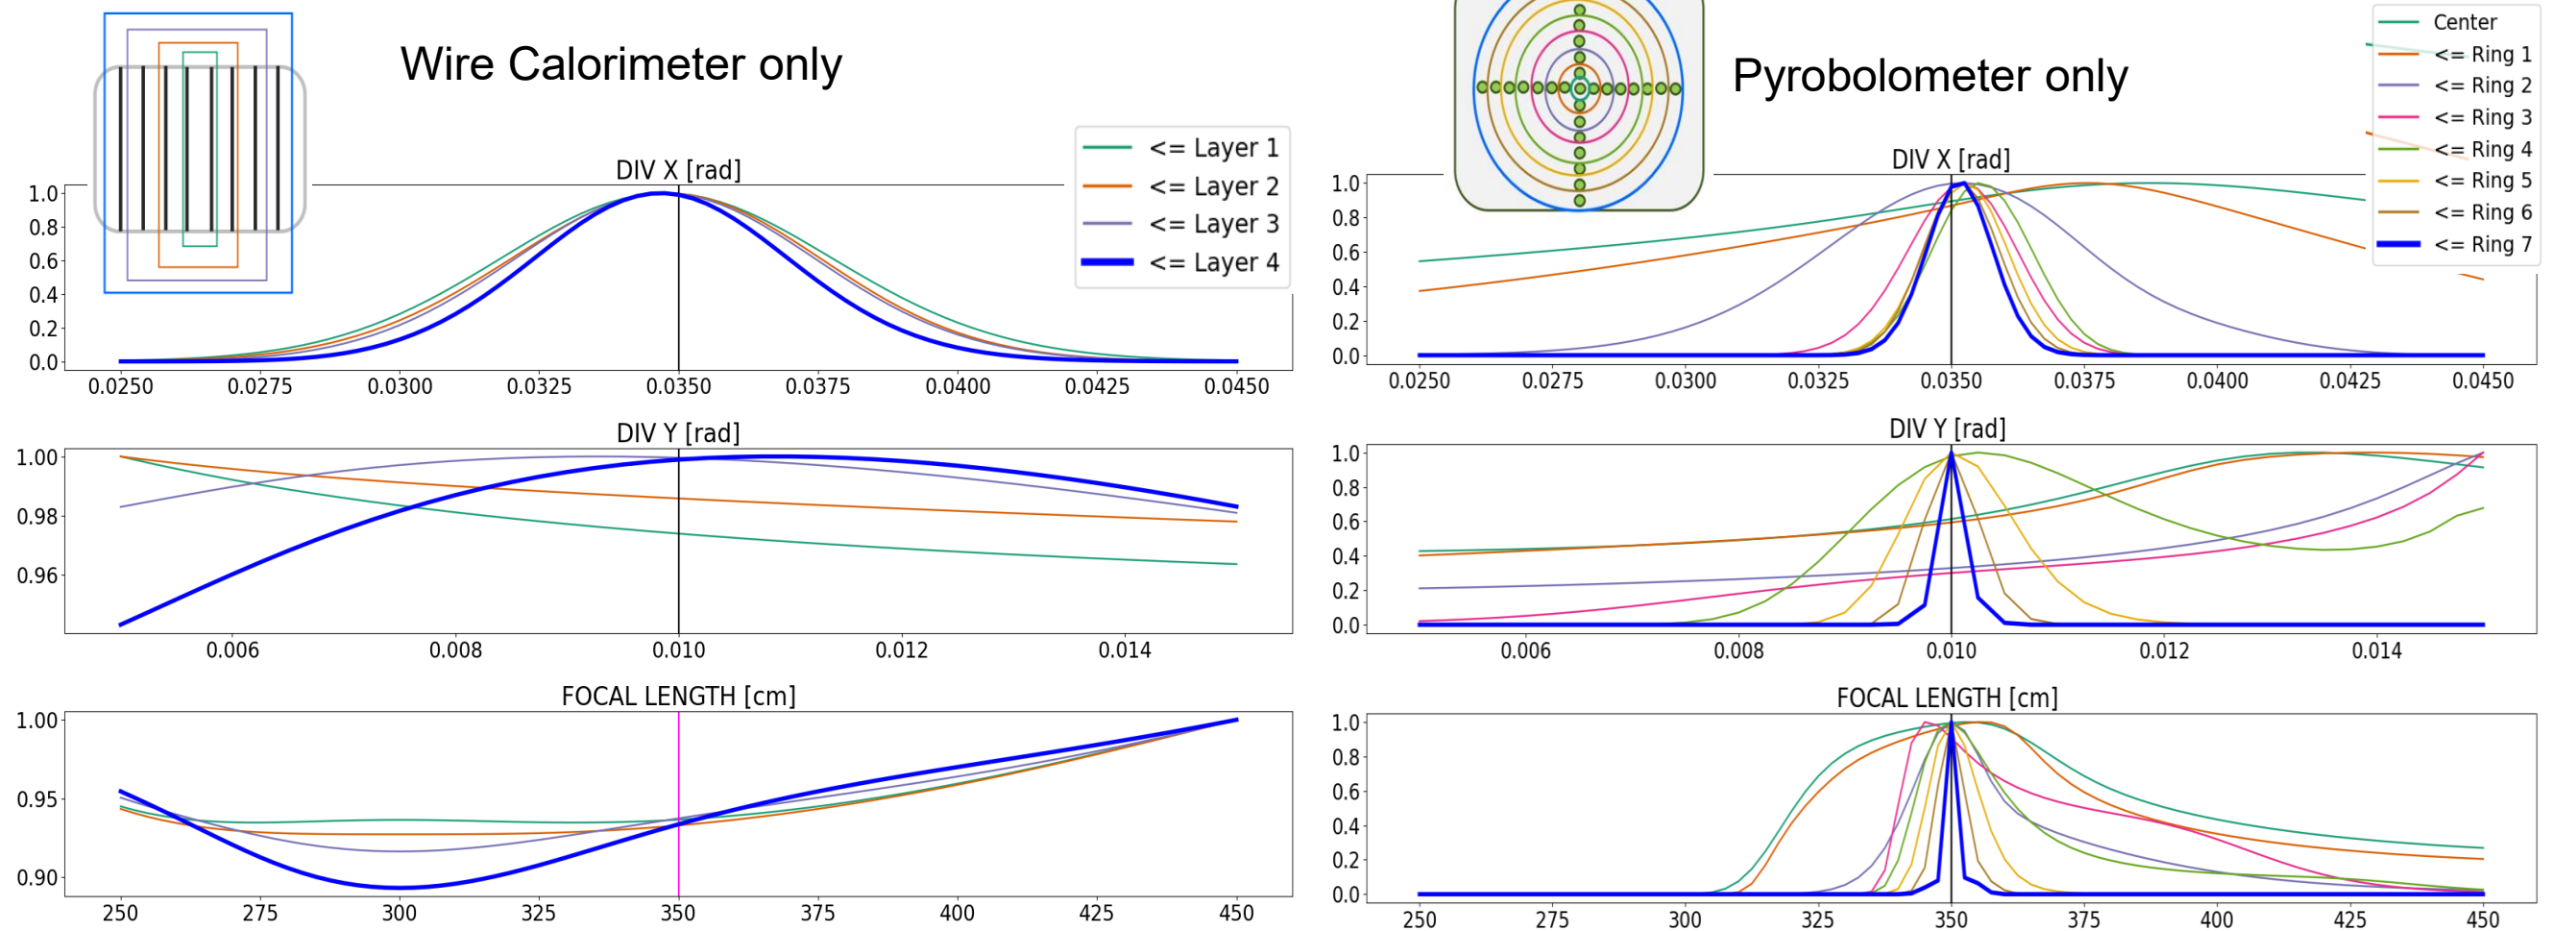 Wire Calorimeter only
<= Layer 1
<= Layer 2
<= Layer 3
<= Layer 4
DIV X [rad]
1.0
0.8
0.6
0.4
0.2
0.0
0.0250 0.0275 0.0300 0.0325 0.0350 0.0375 0.0400 0.0425 0.0450
DIV Y [rad]
1.00
0.98
0.96
0.006 0.008 0.010 0.012 0.014
FOCAL LENGTH [cm]
1.00
0.95
0.90
250 275 300 325 350 375 400 425 450
Pyrobolometer only
Center
<= Ring 1
<= Ring 2
<= Ring 3
<= Ring 4
<= Ring 5
<= Ring 6
<= Ring 7
DIV X [rad]
1.0
0.8
0.6
0.4
0.2
0.0
0.0250 0.0275 0.0300 0.0325 0.0350 0.0375 0.0400 0.0425 0.0450
DIV Y [rad]
1.0
0.8
0.6
0.4
0.2
0.0
0.006 0.008 0.010 0.012 0.014
FOCAL LENGTH [cm]
1.0
0.8
0.6
0.4
0.2
0.0
250 275 300 325 350 375 400 425 450